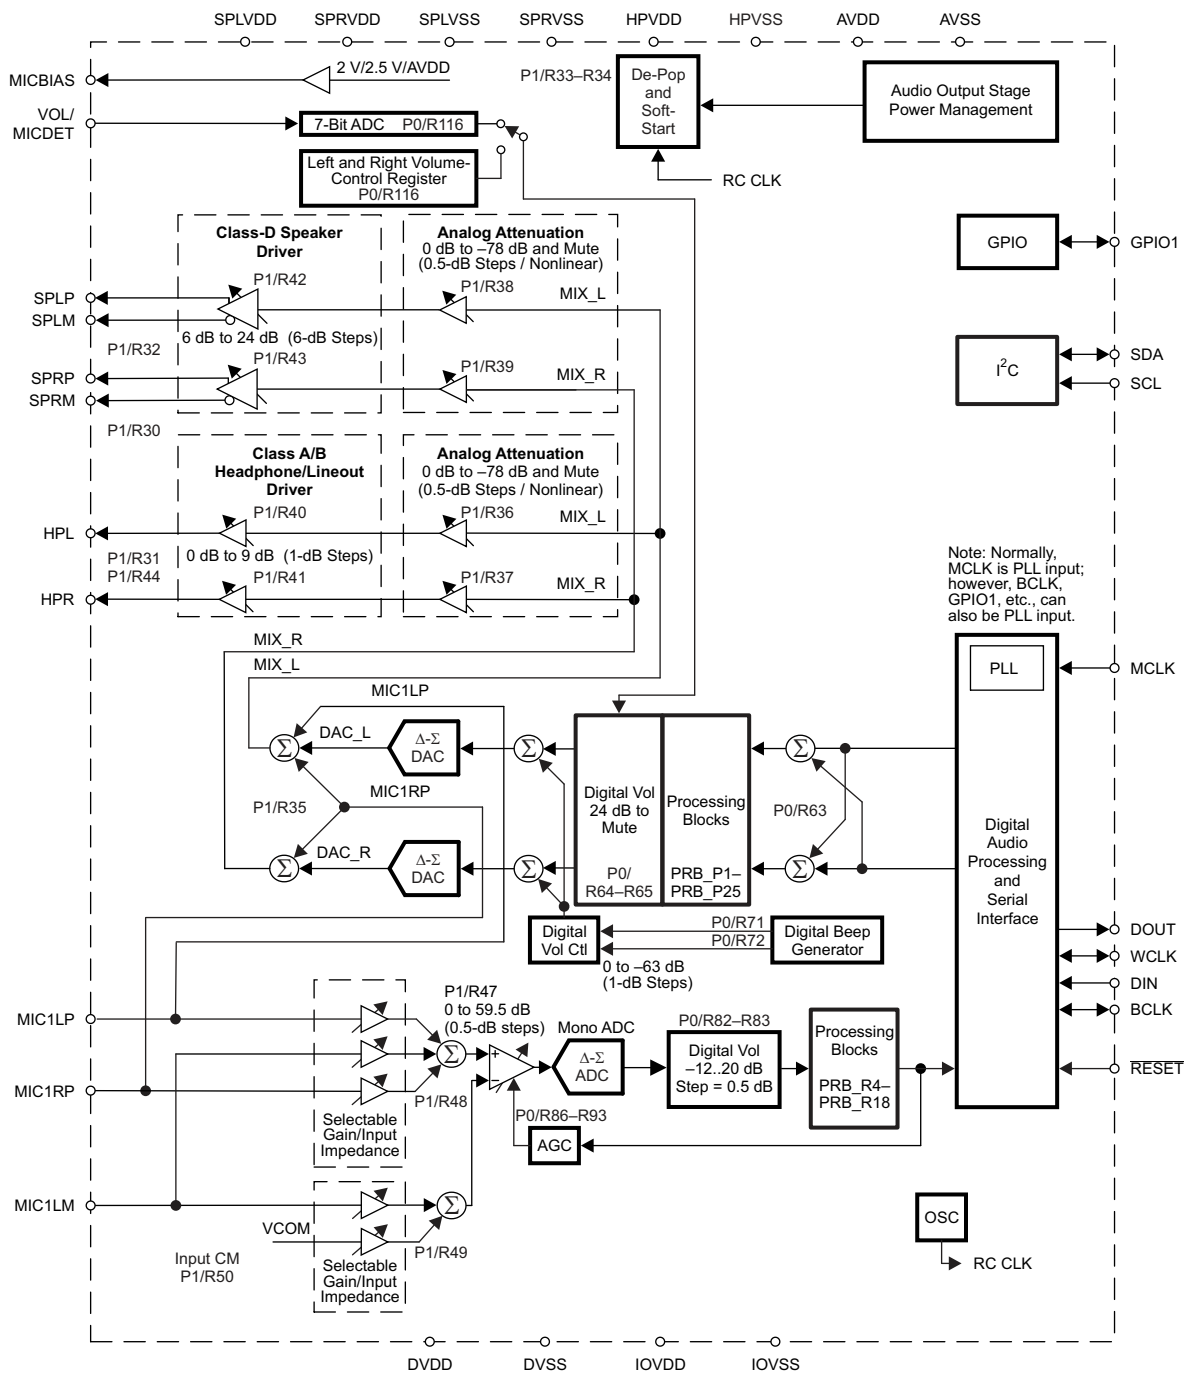 SPLVDD SPRVDD SPLVSS SPRVSS HPVDD HPVSS AVDD AVSS
MICBIAS
2 V/2.5 V/AVDD
P1/R33–R34
De-Pop
and
Soft-
Start
Audio Output Stage
Power Management
VOL/
MICDET
7-Bit ADC P0/R116
Left and Right Volume-
Control Register
P0/R116
RC CLK
Class-D Speaker
Driver
P1/R42
6 dB to 24 dB (6-dB Steps)
P1/R43
Analog Attenuation
0 dB to –78 dB and Mute
(0.5-dB Steps / Nonlinear)
P1/R38
MIX_L
P1/R39
MIX_R
GPIO
GPIO1
SPLP
SPLM
P1/R32
SPRP
SPRM
I2C
SDA
SCL
P1/R30
Class A/B
Headphone/Lineout
Driver
P1/R40
0 dB to 9 dB (1-dB Steps)
P1/R41
Analog Attenuation
0 dB to –78 dB and Mute
(0.5-dB Steps / Nonlinear)
P1/R36
MIX_L
P1/R37
MIX_R
HPL
P1/R31
P1/R44
HPR
Note: Normally,
MCLK is PLL input;
however, BCLK,
GPIO1, etc., can
also be PLL input.
MIX_R
MIX_L
MIC1LP
PLL
MCLK
Σ
DAC_L
Δ-Σ
DAC
Σ
Digital Vol
24 dB to
Mute
P0/
R64–R65
Processing
Blocks
PRB_P1–
PRB_P25
Σ
P0/R63
MIC1RP
P1/R35
Digital
Audio
Processing
and
Serial
Interface
Σ
DAC_R
Δ-Σ
DAC
Σ
Σ
Digital
Vol Ctl
P0/R71
P0/R72
Digital Beep
Generator
0 to –63 dB
(1-dB Steps)
DOUT
WCLK
DIN
BCLK
RESET
MIC1LP
MIC1RP
P1/R47
0 to 59.5 dB
(0.5-dB steps)
Σ
P1/R48
+
–
Mono ADC
Δ-Σ
ADC
P0/R82–R83
Digital Vol
–12..20 dB
Step = 0.5 dB
Processing
Blocks
PRB_R4–
PRB_R18
P0/R86–R93
AGC
Selectable
Gain/Input
Impedance
MIC1LM
Σ
VCOM
P1/R49
Input CM
P1/R50
Selectable
Gain/Input
Impedance
OSC
RC CLK
DVDD DVSS IOVDD IOVSS